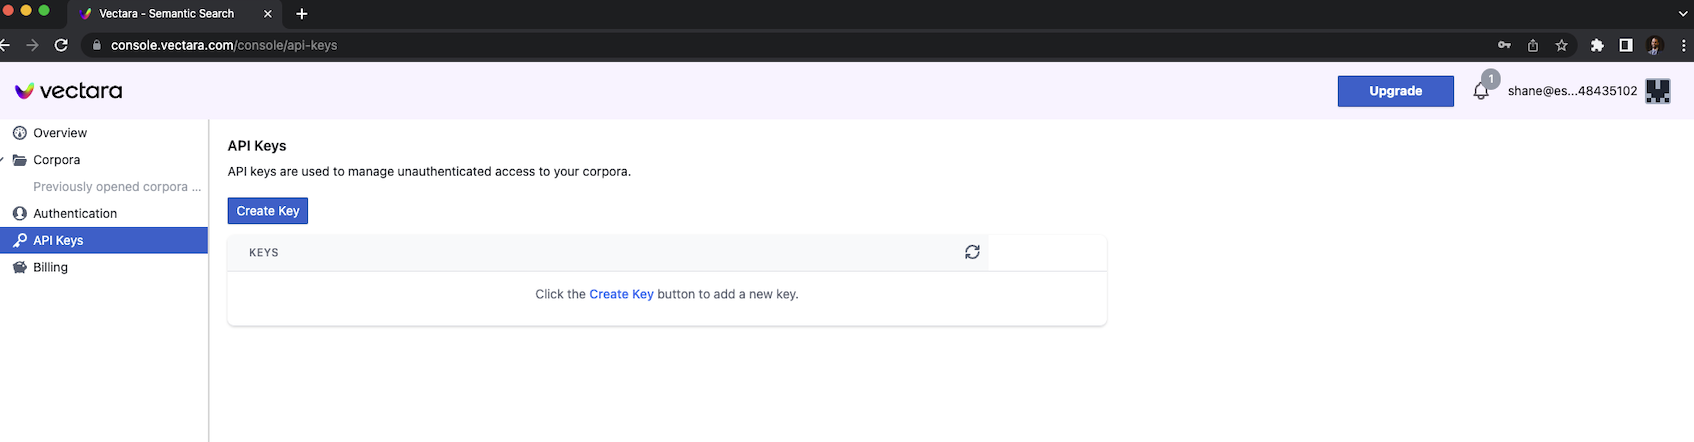 Vectara - Semantic Search
console.vectara.com/console/api-keys
vectara
Upgrade
1
shane@es...48435102
Overview
Corpora
Previously opened corpora ...
Authentication
API Keys
Billing
API Keys
API keys are used to manage unauthenticated access to your corpora.
Create Key
KEYS
Click the Create Key button to add a new key.